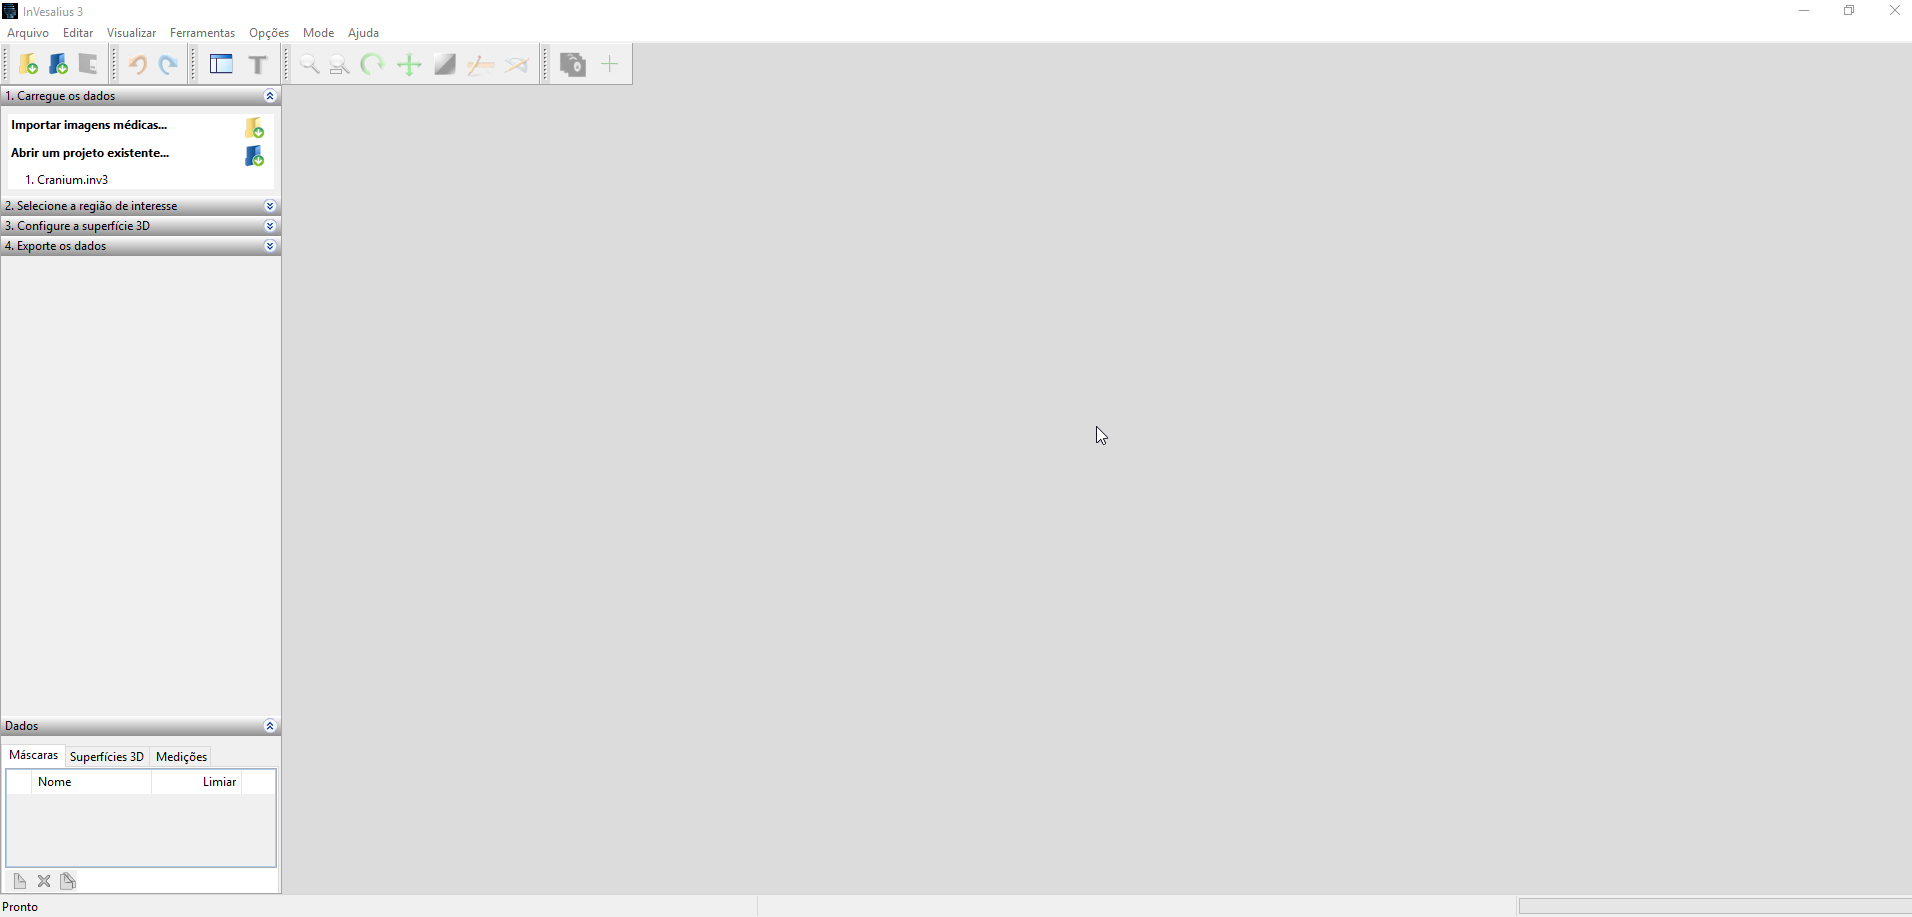 InVesalius 3
Arquivo Editar Visualizar Ferramentas Opções Mode Ajuda
1. Carregue os dados
Importar imagens médicas...
Abrir um projeto existente...
1. Cranium.inv3
2. Selecione a região de interesse
3. Configure a superfície 3D
4. Exporte os dados
Dados
Máscaras Superfícies 3D Medições
Nome Limiar
Pronto